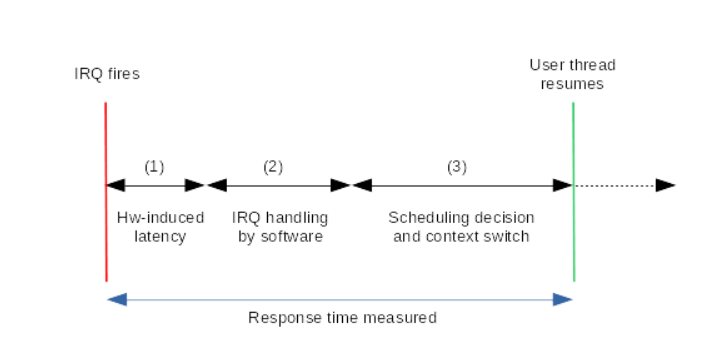 IRQ fires
User thread
resumes
(1)
(2)
(3)
Hw-induced
latency
IRQ handling
by software
Scheduling decision
and context switch
Response time measured